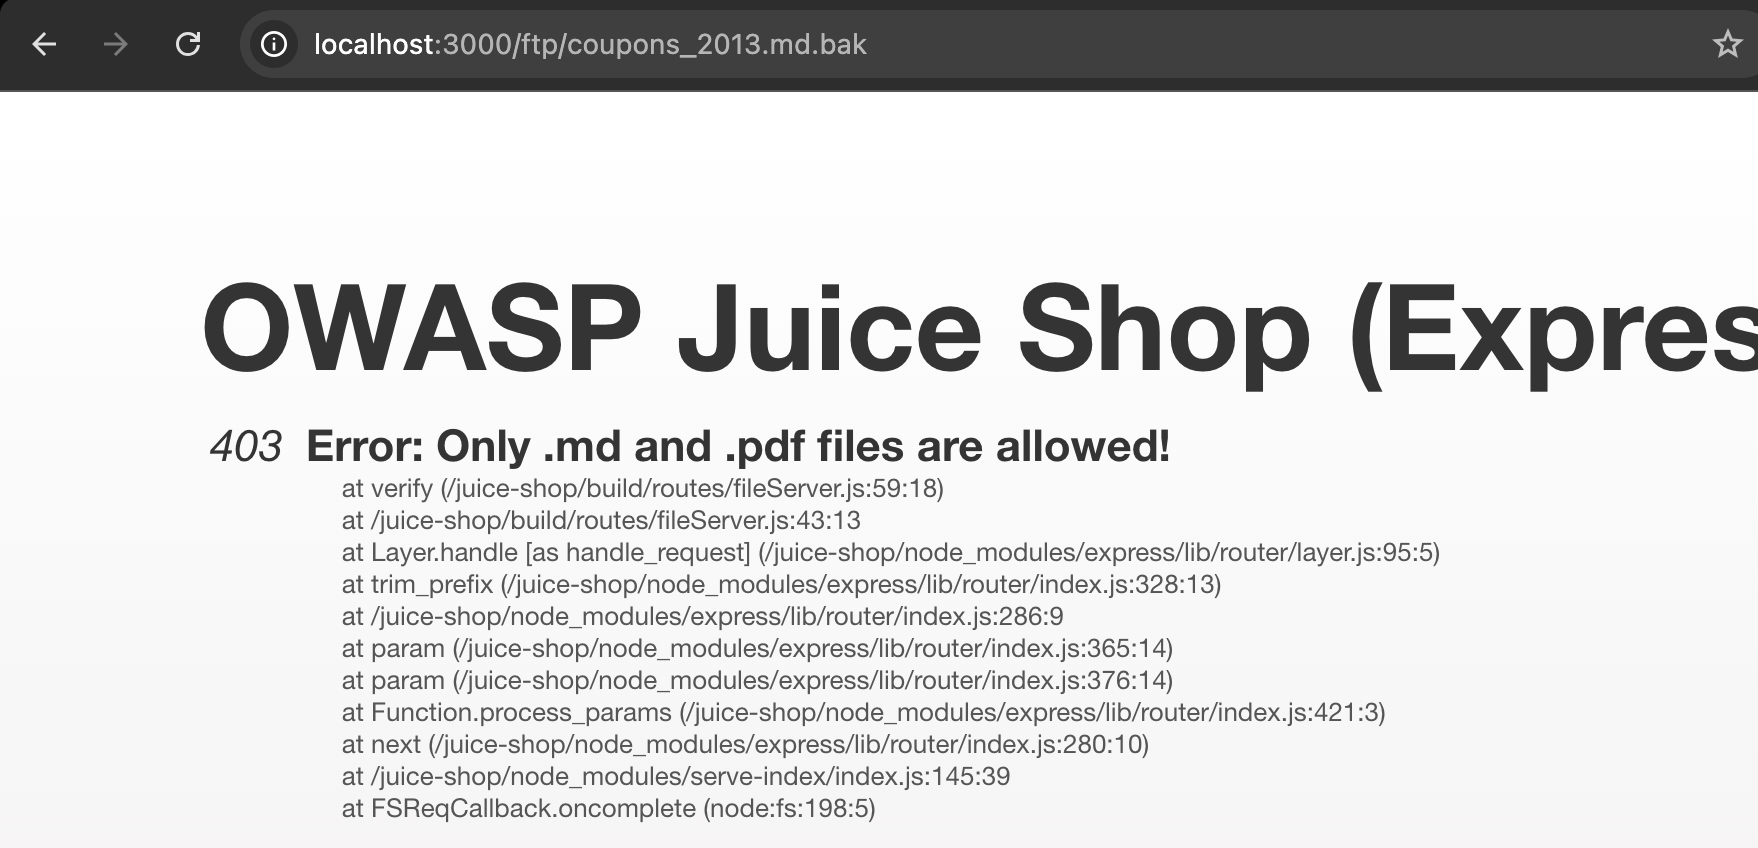 localhost:3000/ftp/coupons_2013.md.bak
OWASP Juice Shop (Expres
403 Error: Only .md and .pdf files are allowed!
at verify (/juice-shop/build/routes/fileServer.js:59:18)
at /juice-shop/build/routes/fileServer.js:43:13
at Layer.handle [as handle_request] (/juice-shop/node_modules/express/lib/router/layer.js:95:5)
at trim_prefix (/juice-shop/node_modules/express/lib/router/index.js:328:13)
at /juice-shop/node_modules/express/lib/router/index.js:286:9
at param (/juice-shop/node_modules/express/lib/router/index.js:365:14)
at param (/juice-shop/node_modules/express/lib/router/index.js:376:14)
at Function.process_params (/juice-shop/node_modules/express/lib/router/index.js:421:3)
at next (/juice-shop/node_modules/express/lib/router/index.js:280:10)
at /juice-shop/node_modules/serve-index/index.js:145:39
at FSReqCallback.oncomplete (node:fs:198:5)